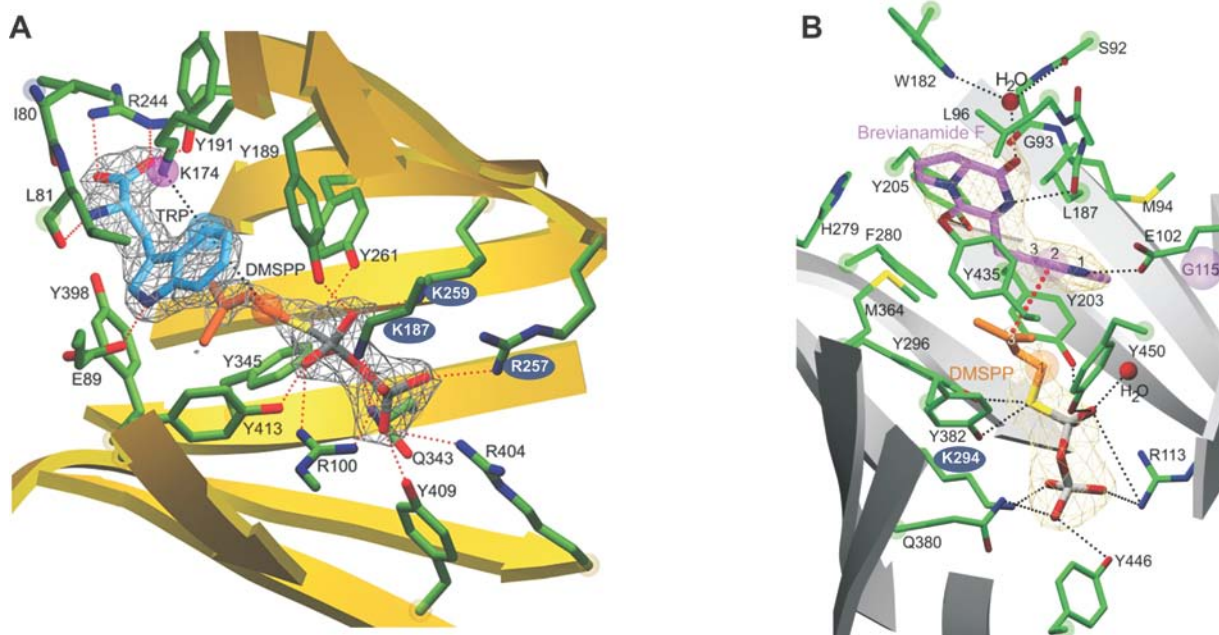 A
I80
R244
Y191
Y189
K174
L81
TRP
DMSPP
Y261
K259
K187
Y398
R257
E89
Y345
Y413
R100
Q343
R404
Y409
B
S92
W182
H₂O
L96
Brevianamide F
G93
Y205
M94
L187
H279
F280
E102
3
2
1
G115
Y435
Y203
M364
3
Y296
Y450
DMSPP
H₂O
Y382
K294
R113
Q380
Y446